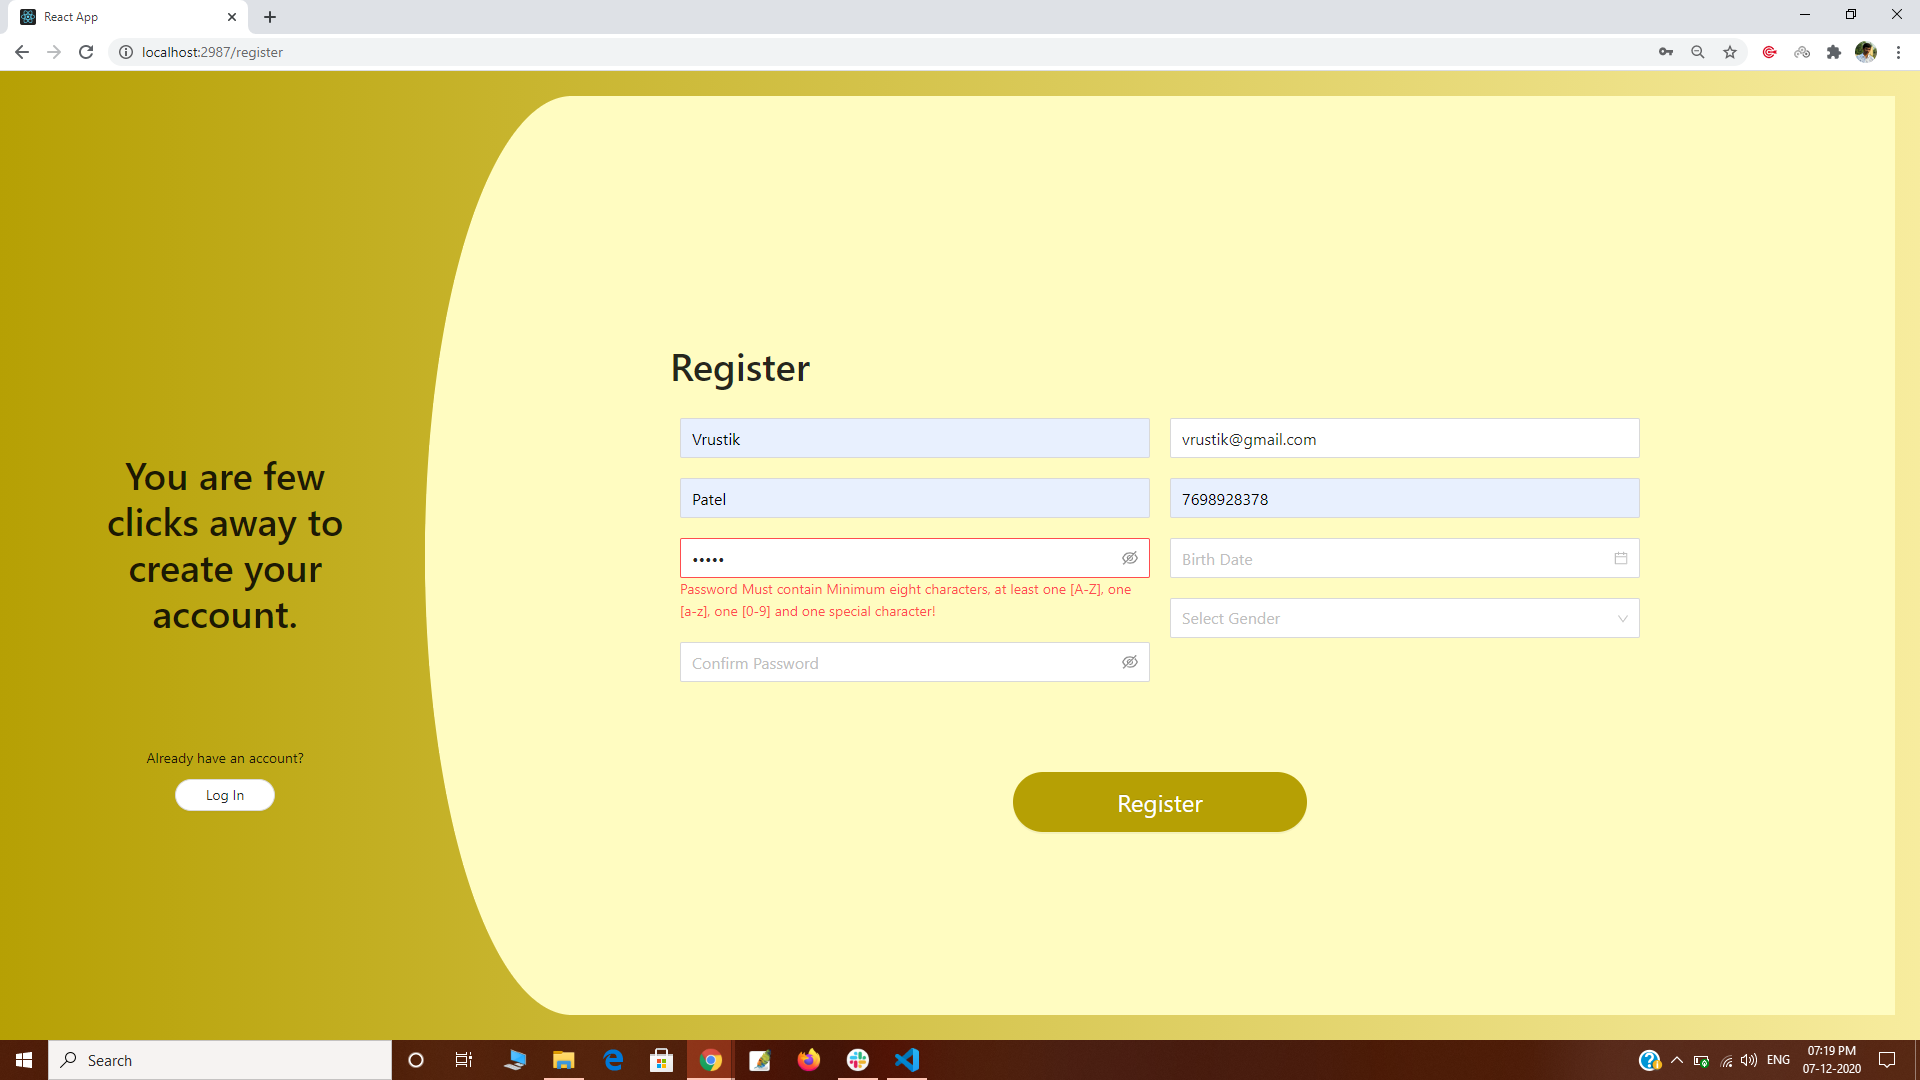 React App
localhost:2987/register
You are few
clicks away to
create your
account.
Already have an account?
Log In
Register
Vrustik
vrustik@gmail.com
Patel
7698928378
•••••
Birth Date
Password Must contain Minimum eight characters, at least one [A-Z], one
[a-z], one [0-9] and one special character!
Select Gender
Confirm Password
Register
Search
ENG
07:19 PM
07-12-2020